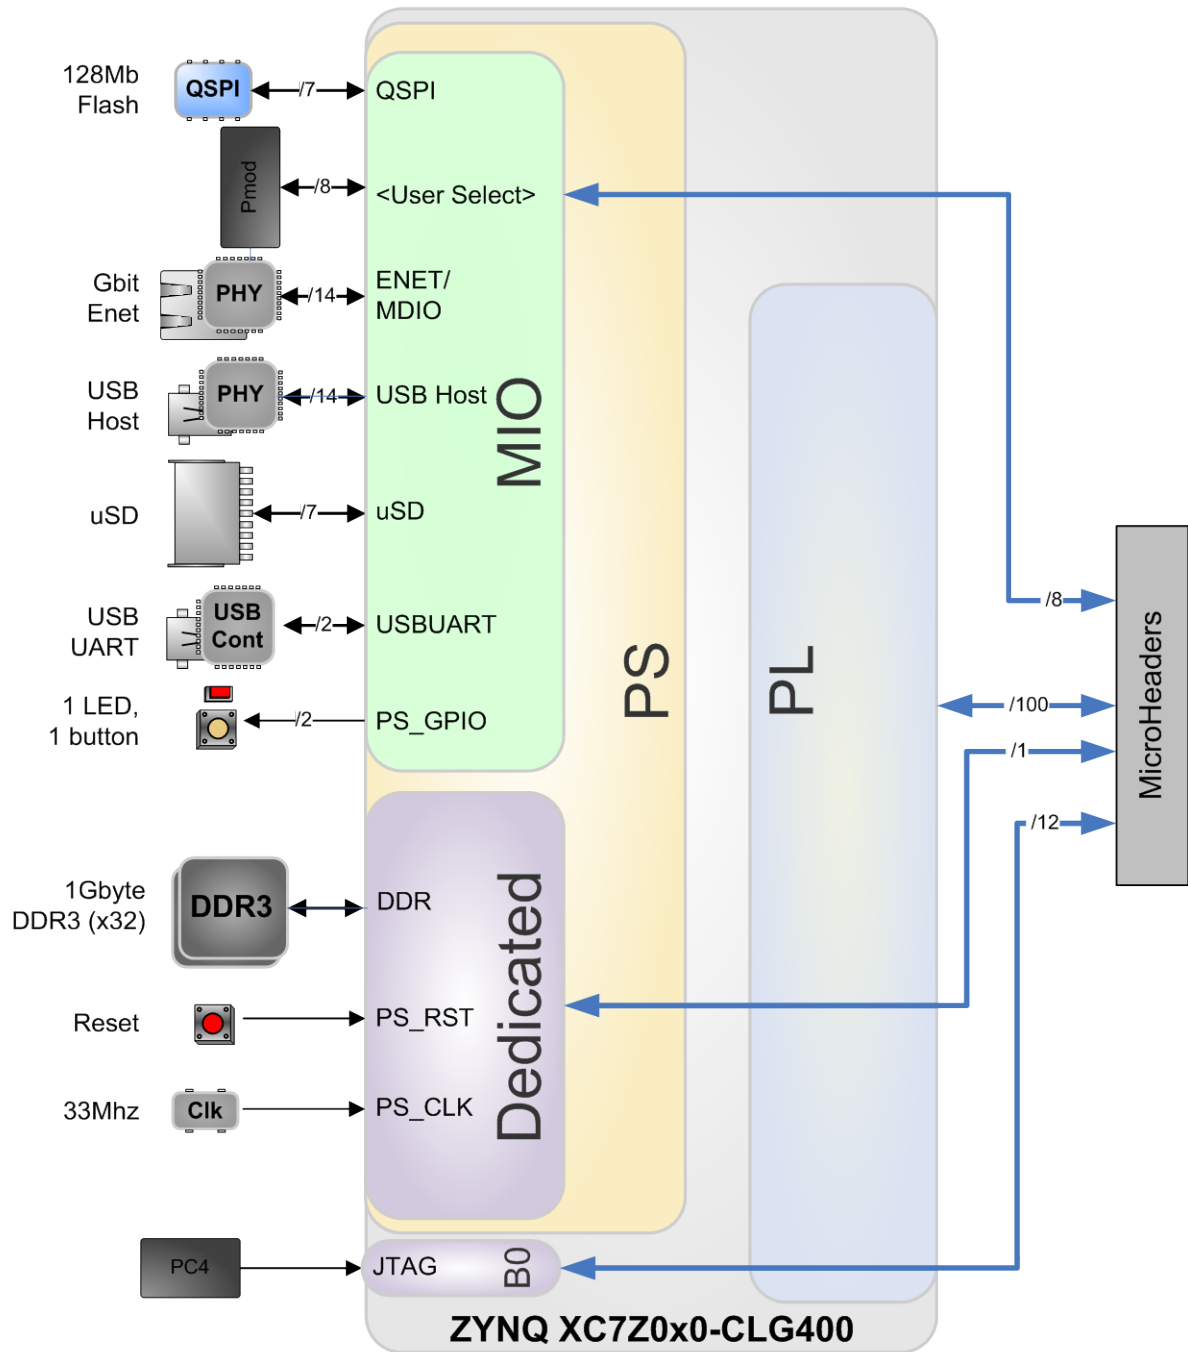 128Mb
Flash
QSPI
/7
QSPI
Pmod
/8
<User Select>
Gbit
Enet
PHY
/14
ENET/
MDIO
USB
Host
PHY
/14
USB Host
MIO
uSD
/7
uSD
USB
UART
USB
Cont
/2
USBUART
1 LED,
1 button
/2
PS_GPIO
PS
PL
/8
/100
/1
/12
MicroHeaders
1Gbyte
DDR3 (x32)
DDR3
DDR
Dedicated
Reset
PS_RST
33Mhz
Clk
PS_CLK
PC4
JTAG
B0
ZYNQ XC7Z0x0-CLG400